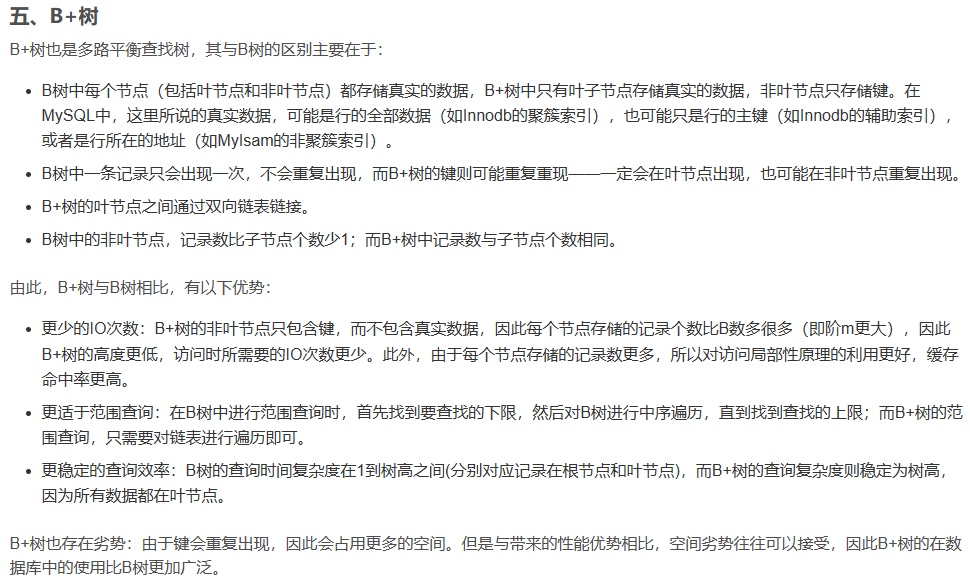 五、B+树
B+树也是多路平衡查找树，其与B树的区别主要在于：
B树中每个节点（包括叶节点和非叶节点）都存储真实的数据，B+树中只有叶子节点存储真实的数据，非叶节点只存储键。在
MySQL中，这里所说的真实数据，可能是行的全部数据（如Innodb的聚簇索引），也可能只是行的主键（如Innodb的辅助索引），
或者是行所在的地址（如MyIsam的非聚簇索引）。
B树中一条记录只会出现一次，不会重复出现，而B+树的键则可能重复重现——一定会在叶节点出现，也可能在非叶节点重复出现。
B+树的叶节点之间通过双向链表链接。
B树中的非叶节点，记录数比子节点个数少1；而B+树中记录数与子节点个数相同。
由此，B+树与B树相比，有以下优势：
更少的IO次数：B+树的非叶节点只包含键，而不包含真实数据，因此每个节点存储的记录个数比B数多很多（即阶m更大），因此
B+树的高度更低，访问时所需要的IO次数更少。此外，由于每个节点存储的记录数更多，所以对访问局部性原理的利用更好，缓存
命中率更高。
更适于范围查询：在B树中进行范围查询时，首先找到要查找的下限，然后对B树进行中序遍历，直到找到查找的上限；而B+树的范
围查询，只需要对链表进行遍历即可。
更稳定的查询效率：B树的查询时间复杂度在1到树高之间(分别对应记录在根节点和叶节点)，而B+树的查询复杂度则稳定为树高，
因为所有数据都在叶节点。
B+树也存在劣势：由于键会重复出现，因此会占用更多的空间。但是与带来的性能优势相比，空间劣势往往可以接受，因此B+树的在数
据库中的使用比B树更加广泛。